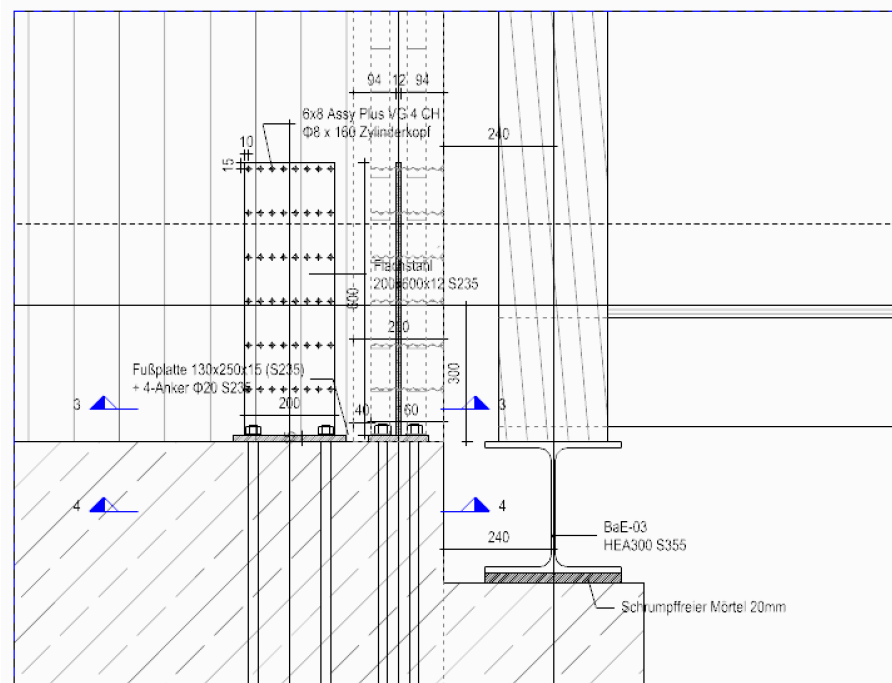 94 12 94
6x8 Assy Plus VG 4 CH
Φ8 x 160 Zylinderkopf
240
10
15
Flachstahl
200x600x12 S235
600
200
300
Fußplatte 130x250x15 (S235)
+ 4-Anker Φ20 S235
200
40
60
3
3
4
4
240
BaE-03
HEA300 S355
Schrumpffreier Mörtel 20mm